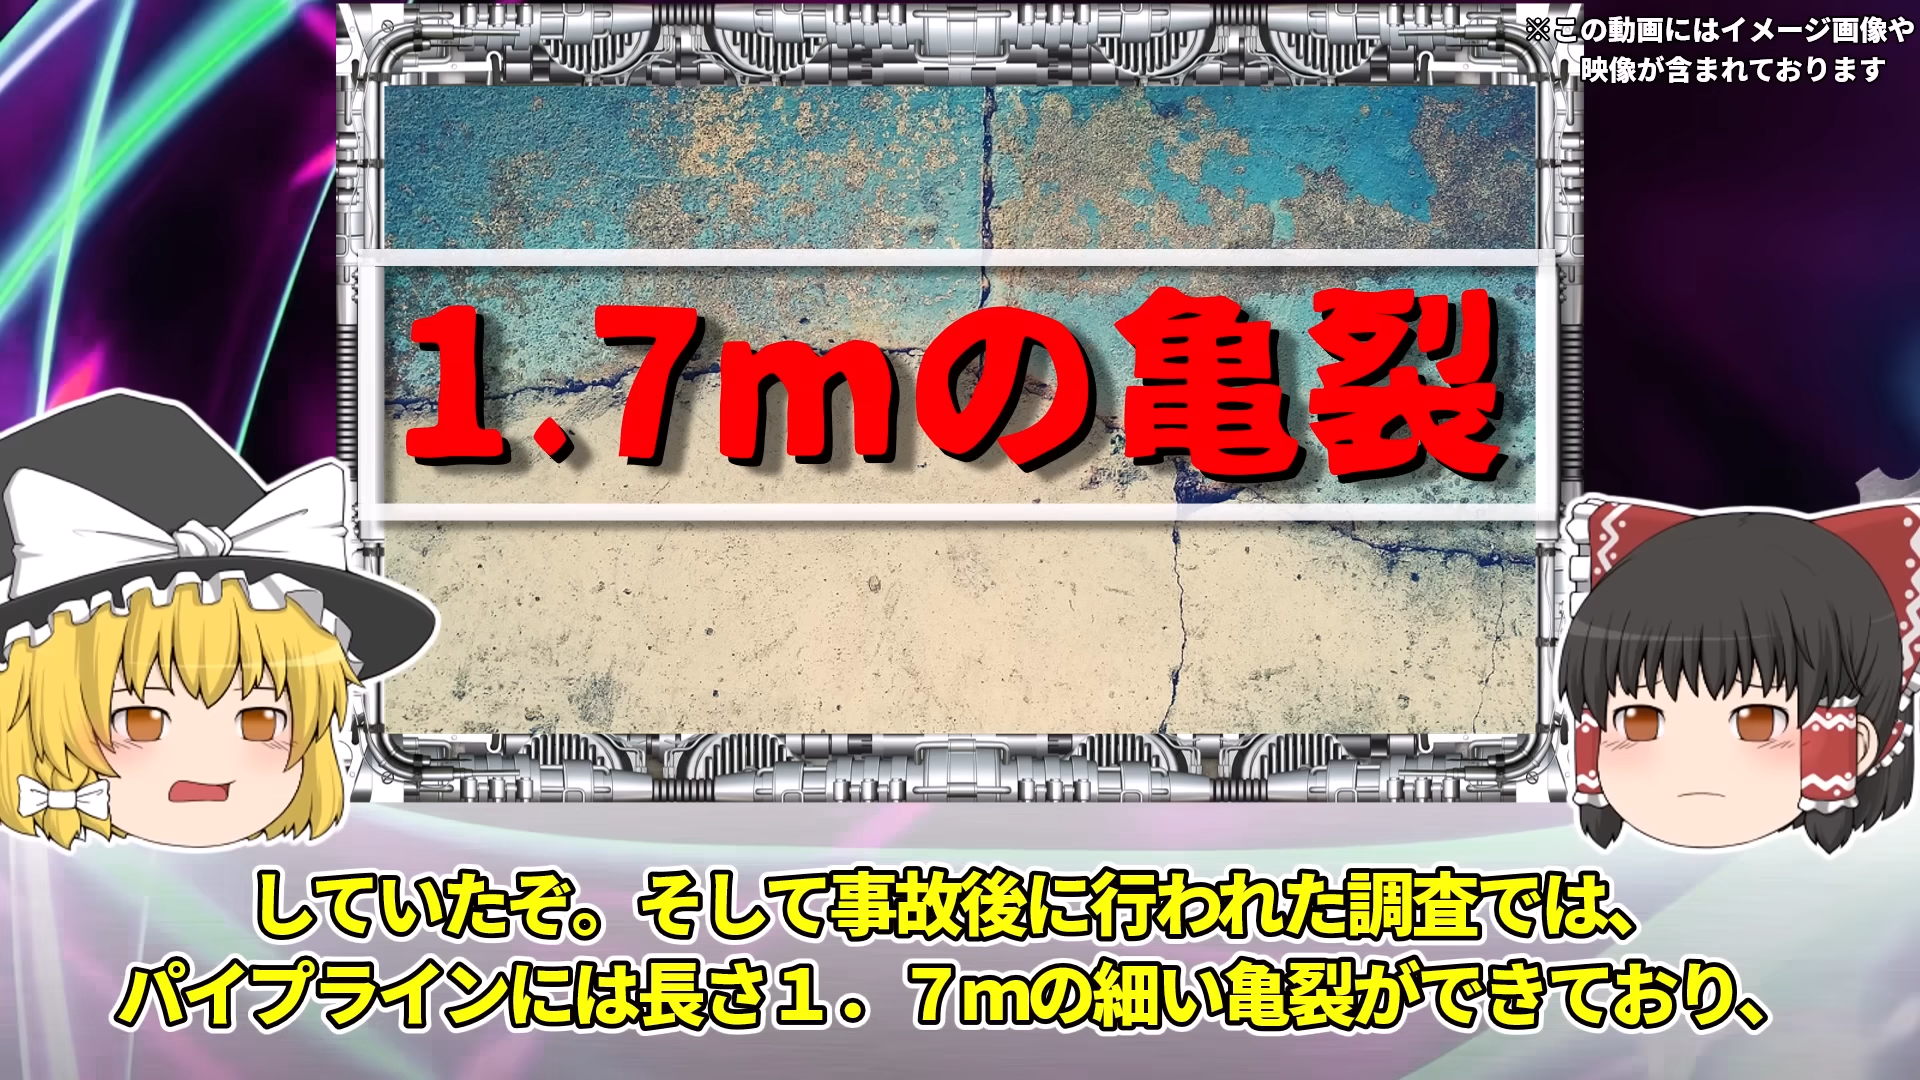 ※この動画にはイメージ画像や
映像が含まれております
1.7mの亀裂
していたぞ。そして事故後に行われた調査では、
パイプラインには長さ１．７ｍの細い亀裂ができており、